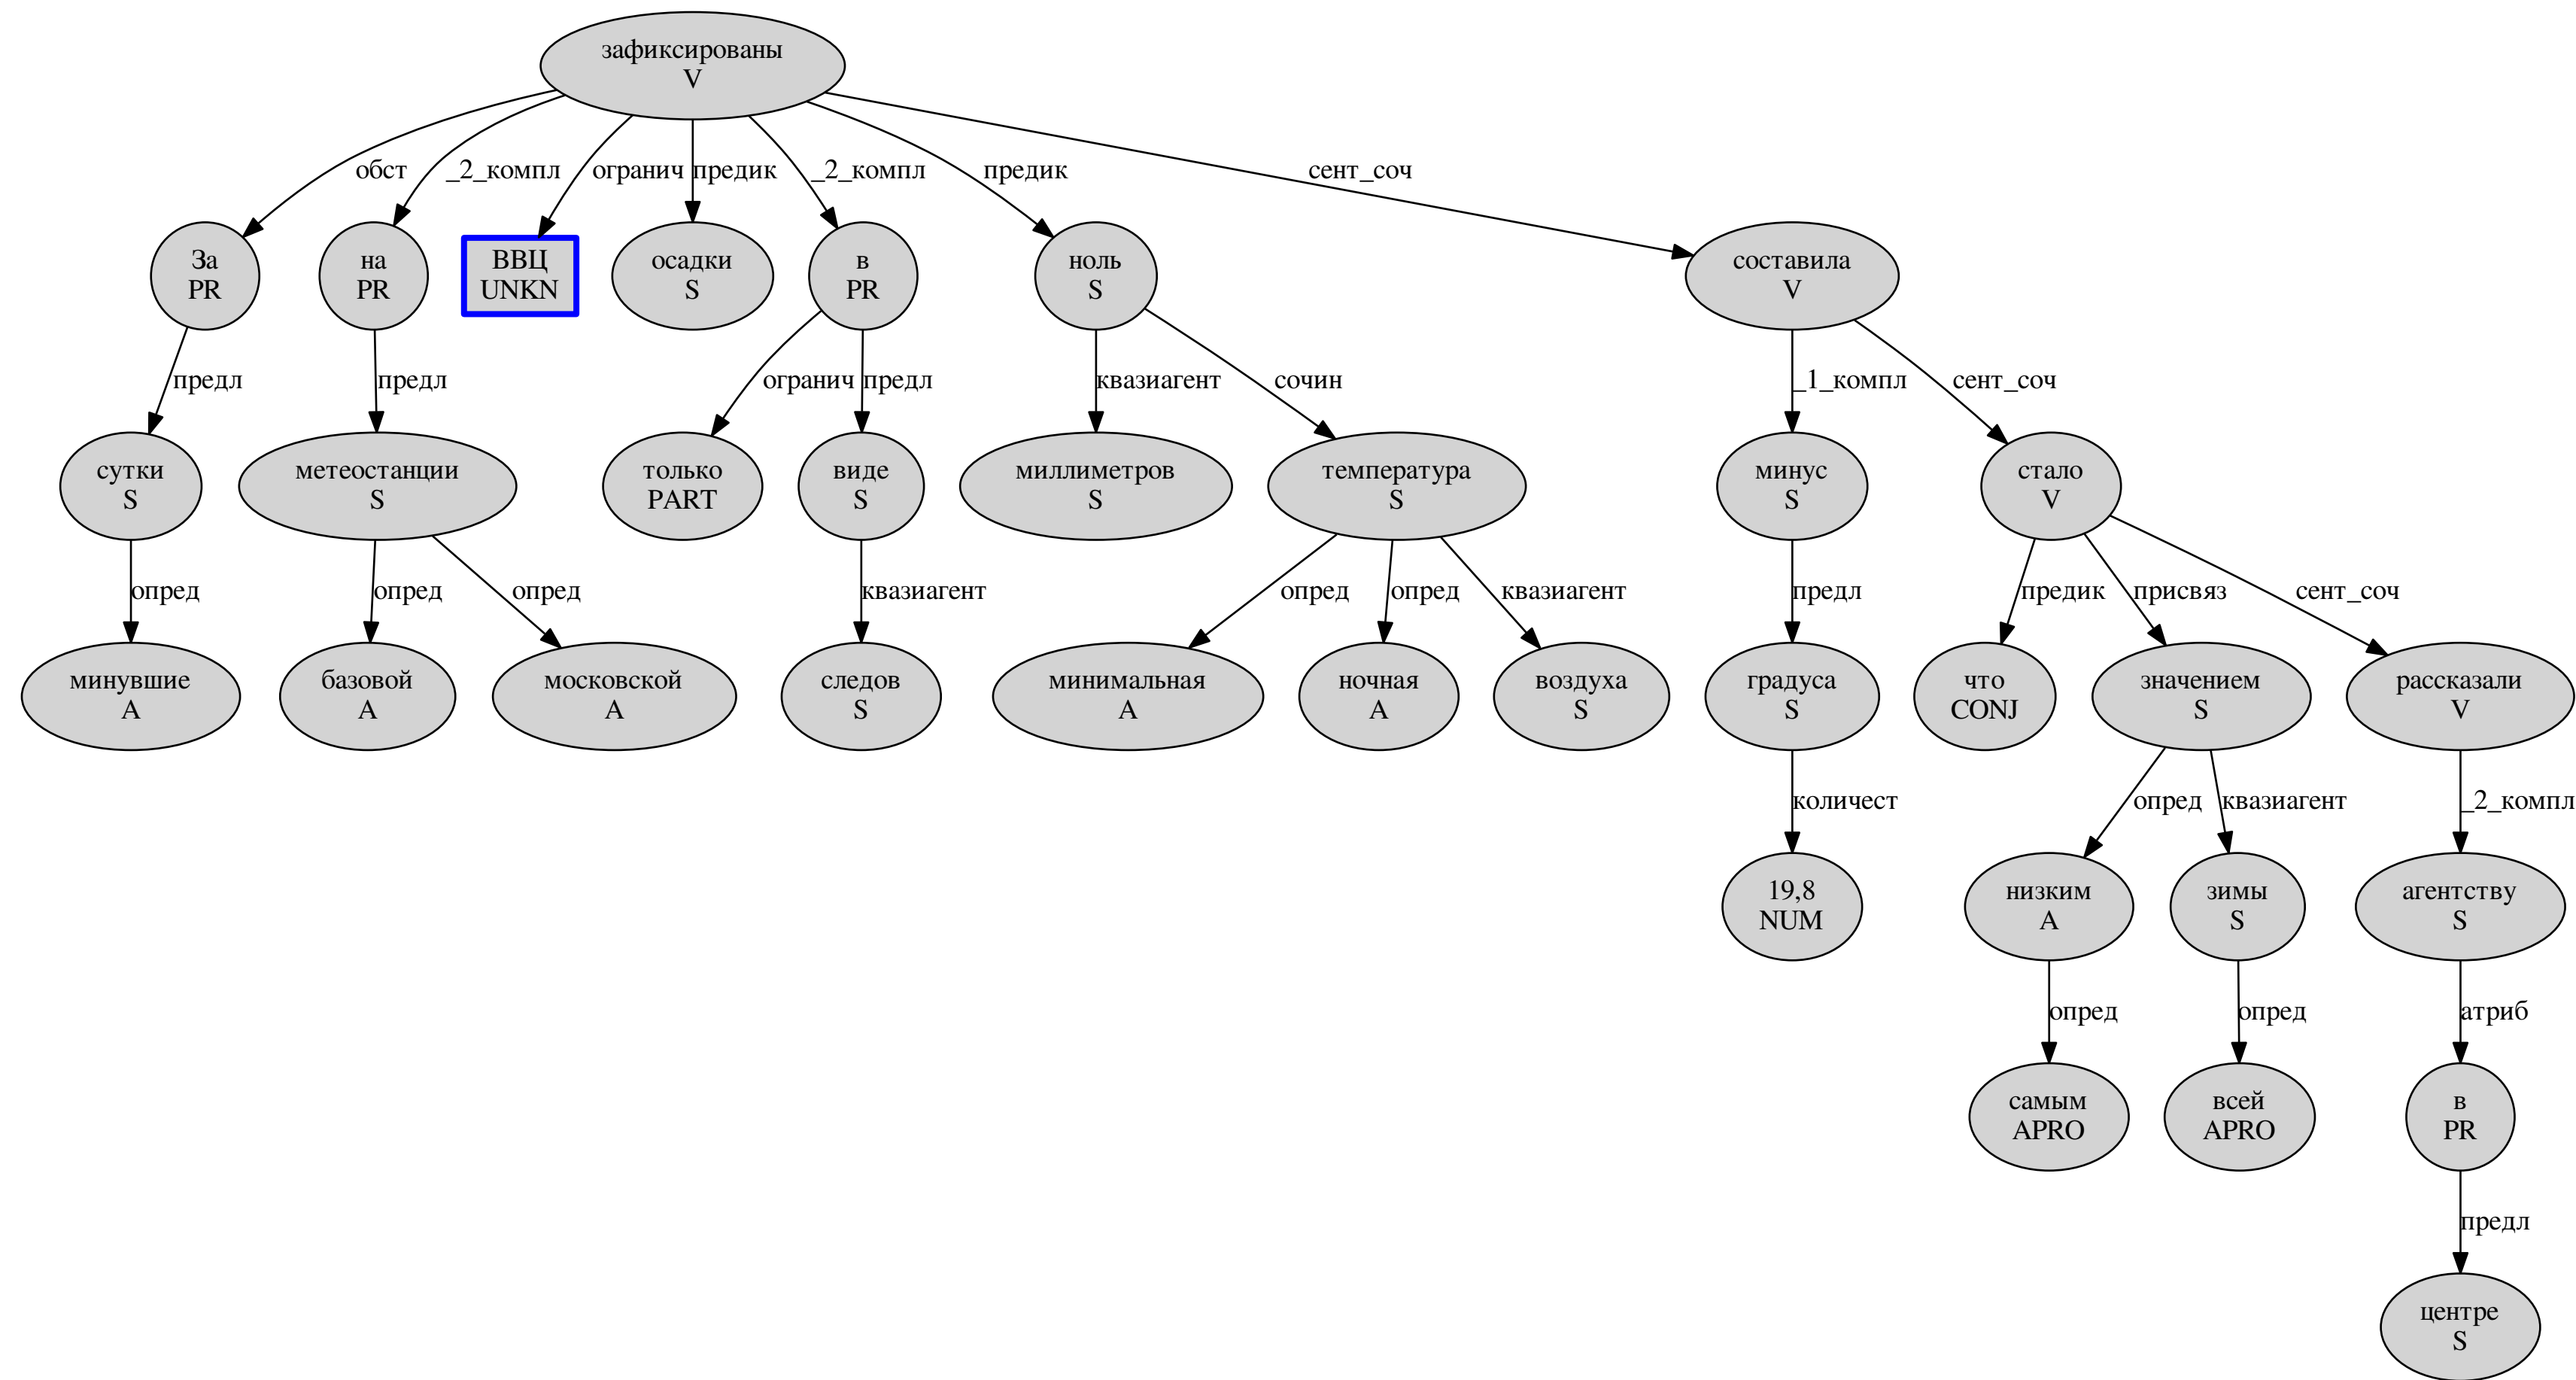 зафиксированы
V
обст
_2_компл
огранич
предик
_2_компл
предик
сент_соч
За
PR
на
PR
ВВЦ
UNKN
осадки
S
в
PR
ноль
S
составила
V
предл
предл
огранич
предл
квазиагент
сочин
_1_компл
сент_соч
сутки
S
метеостанции
S
только
PART
виде
S
миллиметров
S
температура
S
минус
S
стало
V
опред
опред
опред
квазиагент
опред
опред
квазиагент
предл
предик
присвяз
сент_соч
минувшие
A
базовой
A
московской
A
следов
S
минимальная
A
ночная
A
воздуха
S
градуса
S
что
CONJ
значением
S
рассказали
V
количест
опред
квазиагент
_2_компл
19,8
NUM
низким
A
зимы
S
агентству
S
опред
опред
атриб
самым
APRO
всей
APRO
в
PR
предл
центре
S